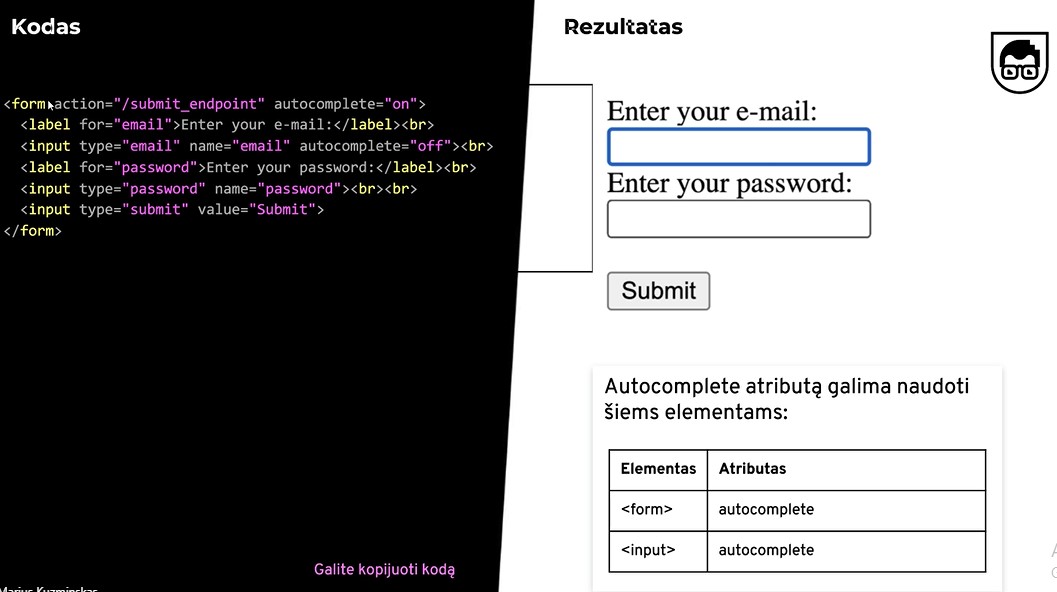 Kodas
<form action="/submit_endpoint" autocomplete="on">
<label for="email">Enter your e-mail:</label><br>
<input type="email" name="email" autocomplete="off"><br>
<label for="password">Enter your password:</label><br>
<input type="password" name="password"><br><br>
<input type="submit" value="Submit">
</form>
Galite kopijuoti kodą
Marius Kuzminskas
Rezultatas
Enter your e-mail:
Enter your password:
Submit
Autocomplete atributą galima naudoti
šiems elementams:
Elementas Atributas
<form> autocomplete
<input> autocomplete